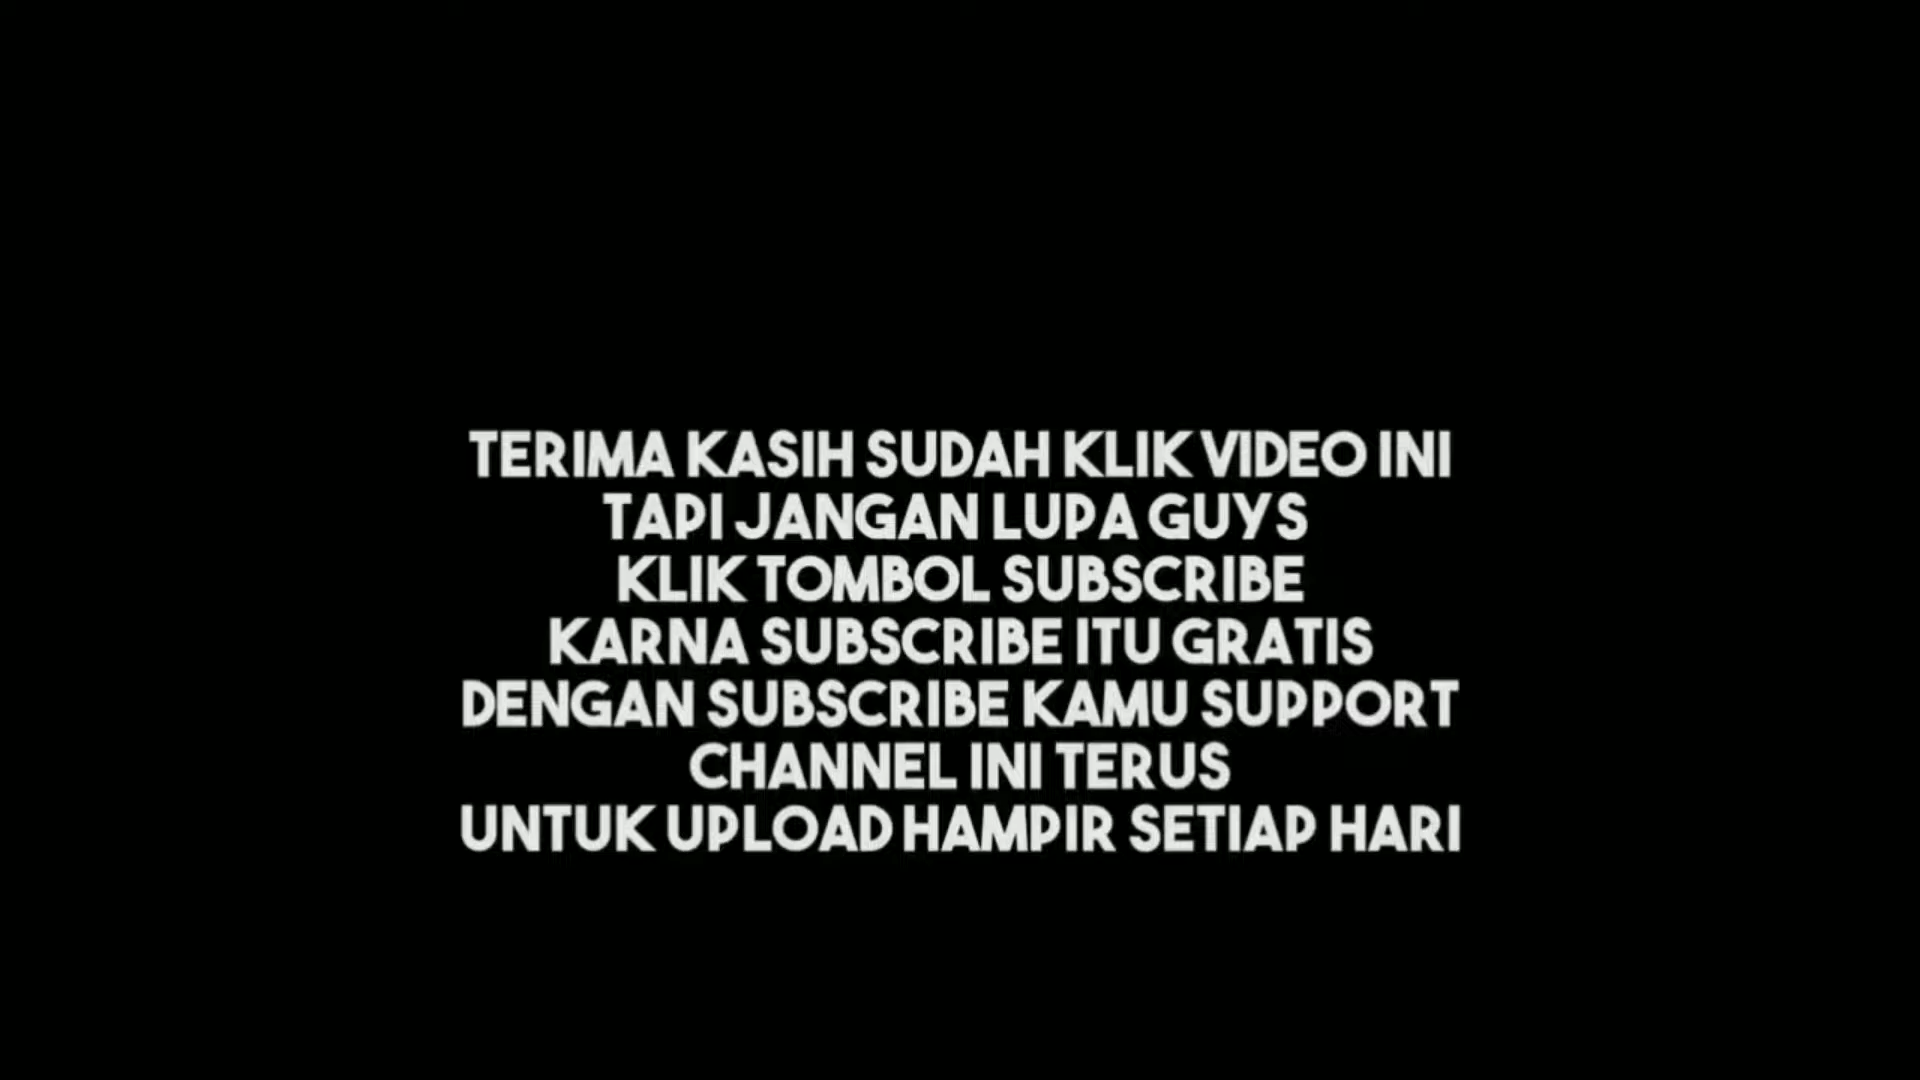 TERIMA KASIH SUDAH KLIK VIDEO INI
TAPI JANGAN LUPA GUYS
KLIK TOMBOL SUBSCRIBE
KARNA SUBSCRIBE ITU GRATIS
DENGAN SUBSCRIBE KAMU SUPPORT
CHANNEL INI TERUS
UNTUK UPLOAD HAMPIR SETIAP HARI